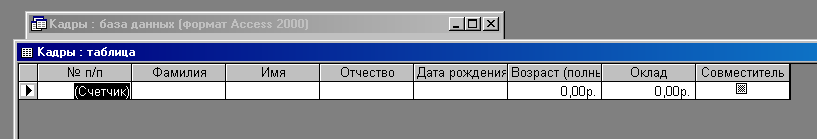 Кадры : база данных (формат Access 2000)
Кадры : таблица
№ п/п Фамилия Имя Отчество Дата рождения Возраст (полны Оклад Совместитель
(Счетчик) 0,00р. 0,00р.